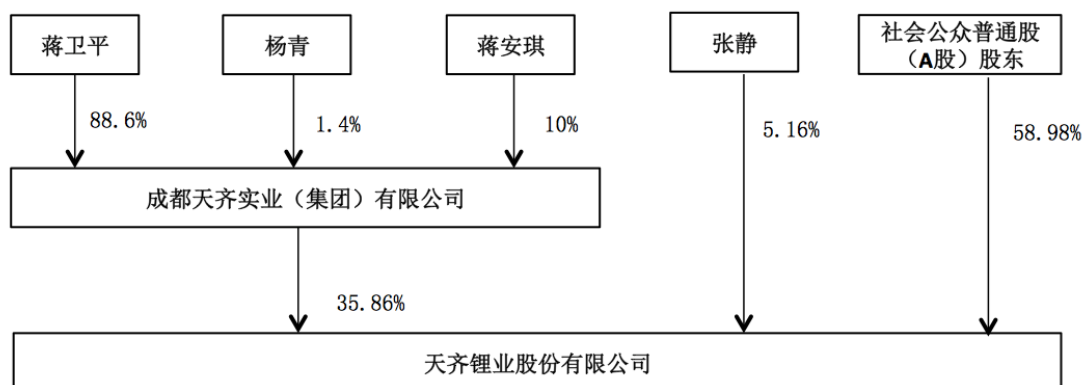 蒋卫平
杨青
蒋安琪
张静
社会公众普通股
（A股）股东
88.6%
1.4%
10%
5.16%
58.98%
成都天齐实业（集团）有限公司
35.86%
天齐锂业股份有限公司